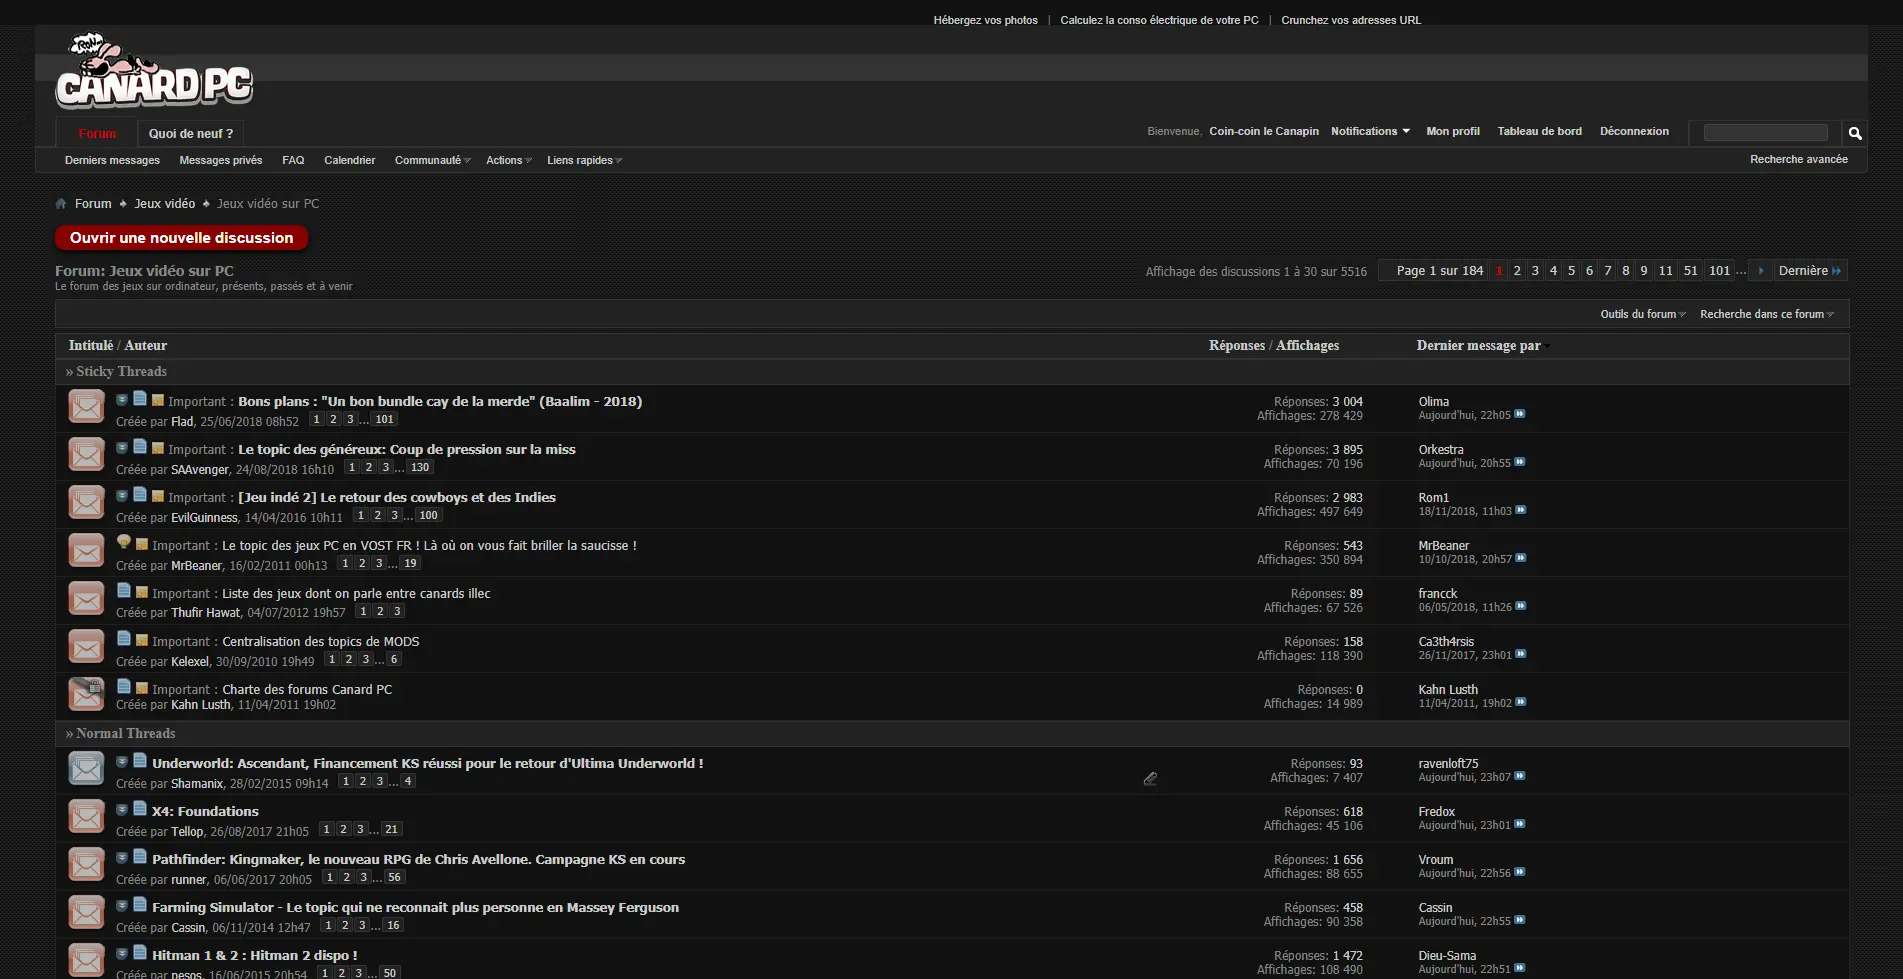 Hébergez vos photos | Calculez la conso électrique de votre PC | Crunchez vos adresses URL
CANARD PC
Forum Quoi de neuf ? Bienvenue, Coin-coin le Canapin Notifications Mon profil Tableau de bord Déconnexion
Derniers messages Messages privés FAQ Calendrier Communauté Actions Liens rapides Recherche avancée
Forum Jeux vidéo Jeux vidéo sur PC
Ouvrir une nouvelle discussion
Forum: Jeux vidéo sur PC Affichage des discussions 1 à 30 sur 5516 Page 1 sur 184 1 2 3 4 5 6 7 8 9 11 51 101 ... Dernière
Le forum des jeux sur ordinateur, présents, passés et à venir
Outils du forum Recherche dans ce forum
Intitulé / Auteur Réponses / Affichages Dernier message par
» Sticky Threads
Important : Bons plans : "Un bon bundle cay de la merde" (Baalim - 2018) Réponses: 3 004 Olima
Créée par Flad, 25/06/2018 08h52 1 2 3 ... 101 Affichages: 278 429 Aujourd'hui, 22h05
Important : Le topic des généreux: Coup de pression sur la miss Réponses: 3 895 Orkestra
Créée par SAAvenger, 24/08/2018 16h10 1 2 3 ... 130 Affichages: 70 196 Aujourd'hui, 20h55
Important : [Jeu indé 2] Le retour des cowboys et des Indies Réponses: 2 983 Rom1
Créée par EvilGuinness, 14/04/2016 10h11 1 2 3 ... 100 Affichages: 497 649 18/11/2018, 11h03
Important : Le topic des jeux PC en VOST FR ! Là où on vous fait briller la saucisse ! Réponses: 543 MrBeaner
Créée par MrBeaner, 16/02/2011 00h13 1 2 3 ... 19 Affichages: 350 894 10/10/2018, 20h57
Important : Liste des jeux dont on parle entre canards illec Réponses: 89 francck
Créée par Thufir Hawat, 04/07/2012 19h57 1 2 3 Affichages: 67 526 06/05/2018, 11h26
Important : Centralisation des topics de MODS Réponses: 158 Ca3th4rsis
Créée par Kelexel, 30/09/2010 19h49 1 2 3 ... 6 Affichages: 118 390 26/11/2017, 23h01
Important : Charte des forums Canard PC Réponses: 0 Kahn Lusth
Créée par Kahn Lusth, 11/04/2011 19h02 Affichages: 14 989 11/04/2011, 19h02
» Normal Threads
Underworld: Ascendant, Financement KS réussi pour le retour d'Ultima Underworld ! Réponses: 93 ravenloft75
Créée par Shamanix, 28/02/2015 09h14 1 2 3 ... 4 Affichages: 7 407 Aujourd'hui, 23h07
X4: Foundations Réponses: 618 Fredox
Créée par Tellop, 26/08/2017 21h05 1 2 3 ... 21 Affichages: 45 106 Aujourd'hui, 23h01
Pathfinder: Kingmaker, le nouveau RPG de Chris Avellone. Campagne KS en cours Réponses: 1 656 Vroum
Créée par runner, 06/06/2017 20h05 1 2 3 ... 56 Affichages: 88 655 Aujourd'hui, 22h56
Farming Simulator - Le topic qui ne reconnait plus personne en Massey Ferguson Réponses: 458 Cassin
Créée par Cassin, 06/11/2014 12h47 1 2 3 ... 16 Affichages: 90 358 Aujourd'hui, 22h55
Hitman 1 & 2 : Hitman 2 dispo ! Réponses: 1 472 Dieu-Sama
Créée par pesos, 16/06/2015 20h54 1 2 3 ... 50 Affichages: 108 490 Aujourd'hui, 22h51